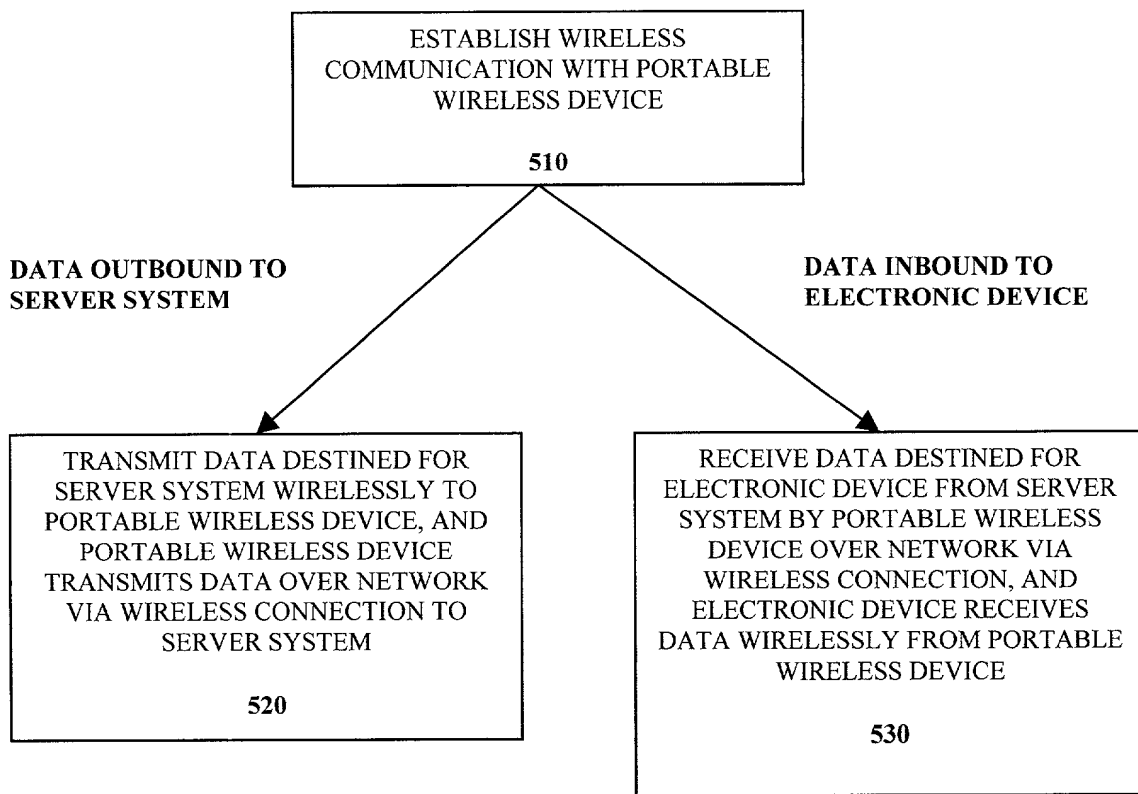 ESTABLISH WIRELESS
COMMUNICATION WITH PORTABLE
WIRELESS DEVICE
510
DATA OUTBOUND TO
SERVER SYSTEM
DATA INBOUND TO
ELECTRONIC DEVICE
TRANSMIT DATA DESTINED FOR
SERVER SYSTEM WIRELESSLY TO
PORTABLE WIRELESS DEVICE, AND
PORTABLE WIRELESS DEVICE
TRANSMITS DATA OVER NETWORK
VIA WIRELESS CONNECTION TO
SERVER SYSTEM
520
RECEIVE DATA DESTINED FOR
ELECTRONIC DEVICE FROM SERVER
SYSTEM BY PORTABLE WIRELESS
DEVICE OVER NETWORK VIA
WIRELESS CONNECTION, AND
ELECTRONIC DEVICE RECEIVES
DATA WIRELESSLY FROM PORTABLE
WIRELESS DEVICE
530